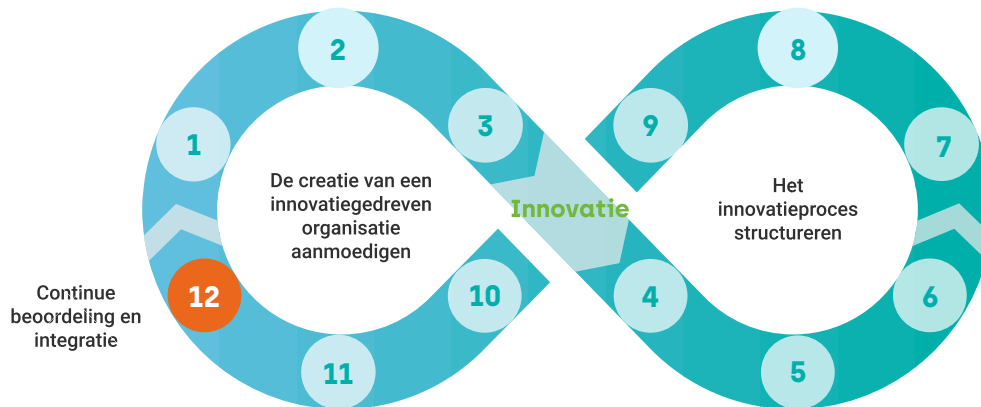 2
8
3
9
1
7
De creatie van een
innovatiegedreven
organisatie
aanmoedigen
Innovatie
Het
innovatieproces
structureren
Continue
beoordeling en
integratie
12
10
4
6
11
5